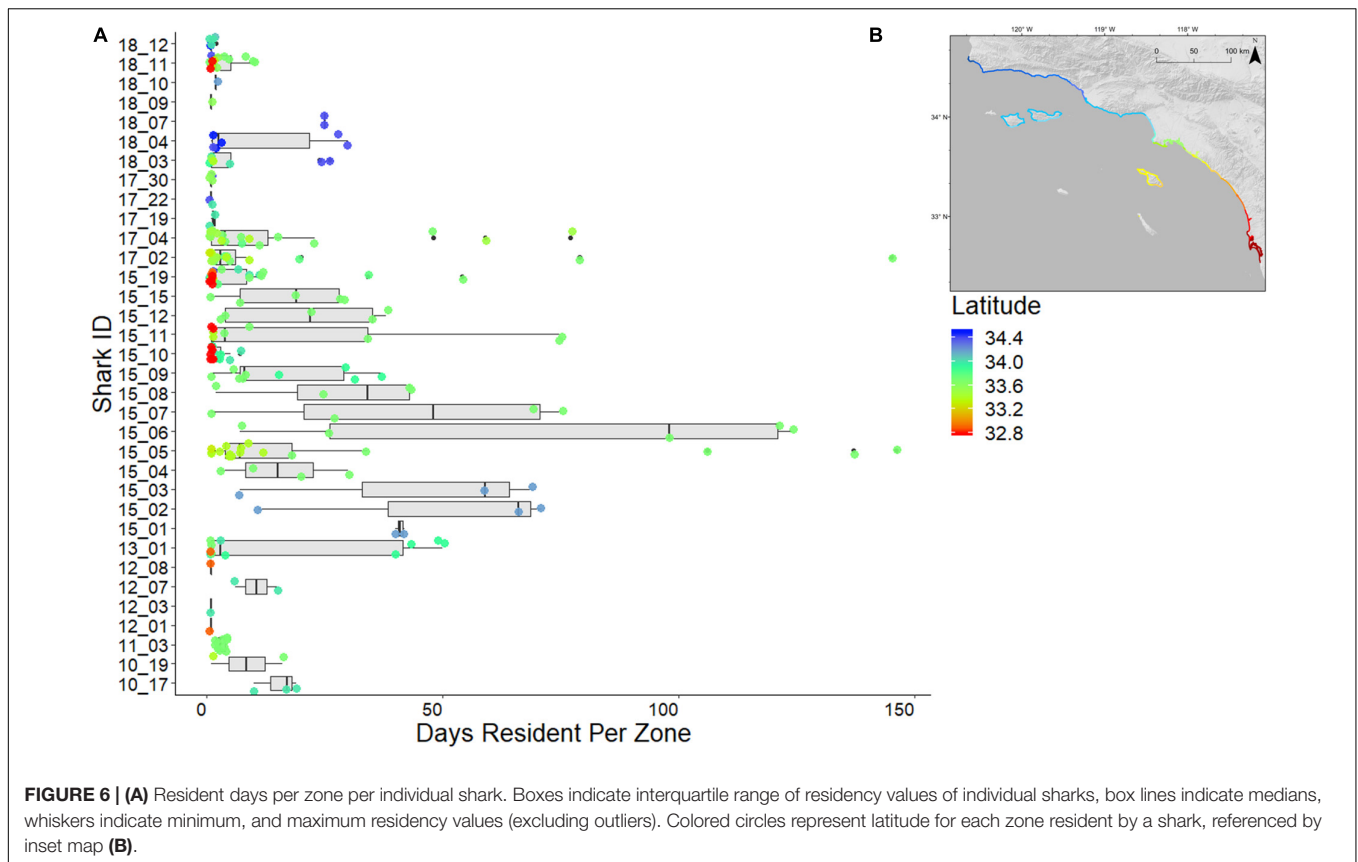 A
18_12
18_11
18_10
18_09
18_07
18_04
18_03
17_30
17_22
17_19
17_04
17_02
15_19
15_15
15_12
15_11
15_10
15_09
15_08
15_07
15_06
15_05
15_04
15_03
15_02
15_01
13_01
12_08
12_07
12_03
12_01
11_03
10_19
10_17
Shark ID
0 50 100 150
Days Resident Per Zone
B
120° W 119° W 118° W
N
0 50 100 km
34° N
33° N
Latitude
34.4
34.0
33.6
33.2
32.8
FIGURE 6 | (A) Resident days per zone per individual shark. Boxes indicate interquartile range of residency values of individual sharks, box lines indicate medians,
whiskers indicate minimum, and maximum residency values (excluding outliers). Colored circles represent latitude for each zone resident by a shark, referenced by
inset map (B).